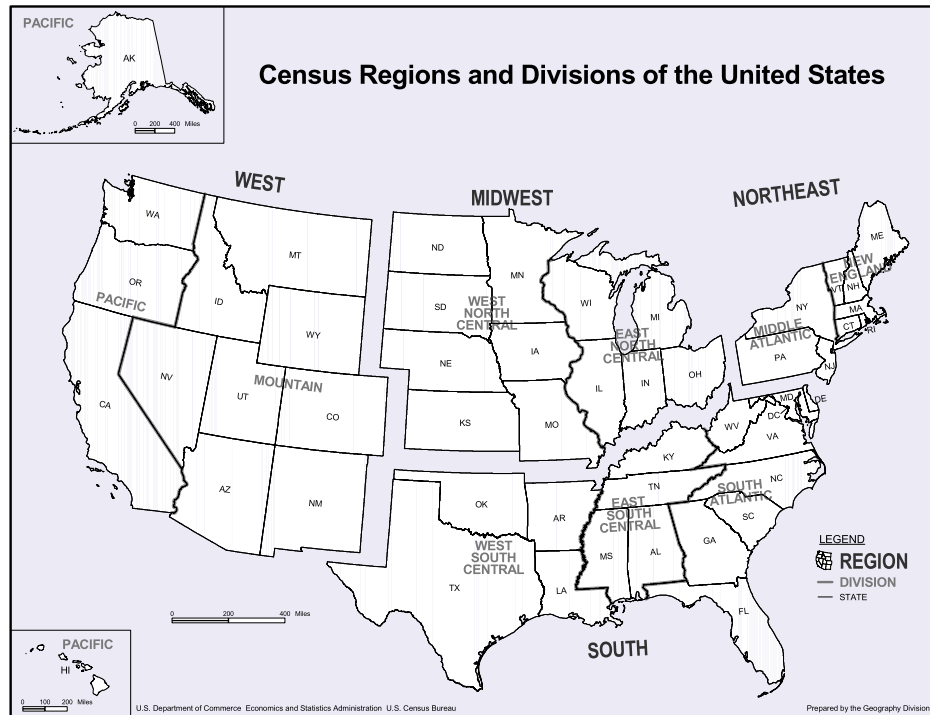 PACIFIC
AK
0 200 400 Miles
Census Regions and Divisions of the United States
WEST
MIDWEST
NORTHEAST
WA
MT
ND
MN
ME
OR
ID
SD
WI
MI
NEW
ENGLAND
VT
NH
NY
MA
CT
RI
PACIFIC
WY
WEST
NORTH
CENTRAL
EAST
NORTH
CENTRAL
MIDDLE
ATLANTIC
PA
NJ
NV
UT
MOUNTAIN
CO
NE
IA
IL
IN
OH
CA
KS
MO
WV
MD
DE
DC
VA
KY
AZ
NM
OK
AR
TN
NC
SOUTH
ATLANTIC
SC
EAST
SOUTH
CENTRAL
MS
AL
GA
TX
WEST
SOUTH
CENTRAL
LA
FL
LEGEND
REGION
DIVISION
STATE
0 200 400 Miles
SOUTH
PACIFIC
HI
0 100 200 Miles
U.S. Department of Commerce Economics and Statistics Administration U.S. Census Bureau
Prepared by the Geography Division